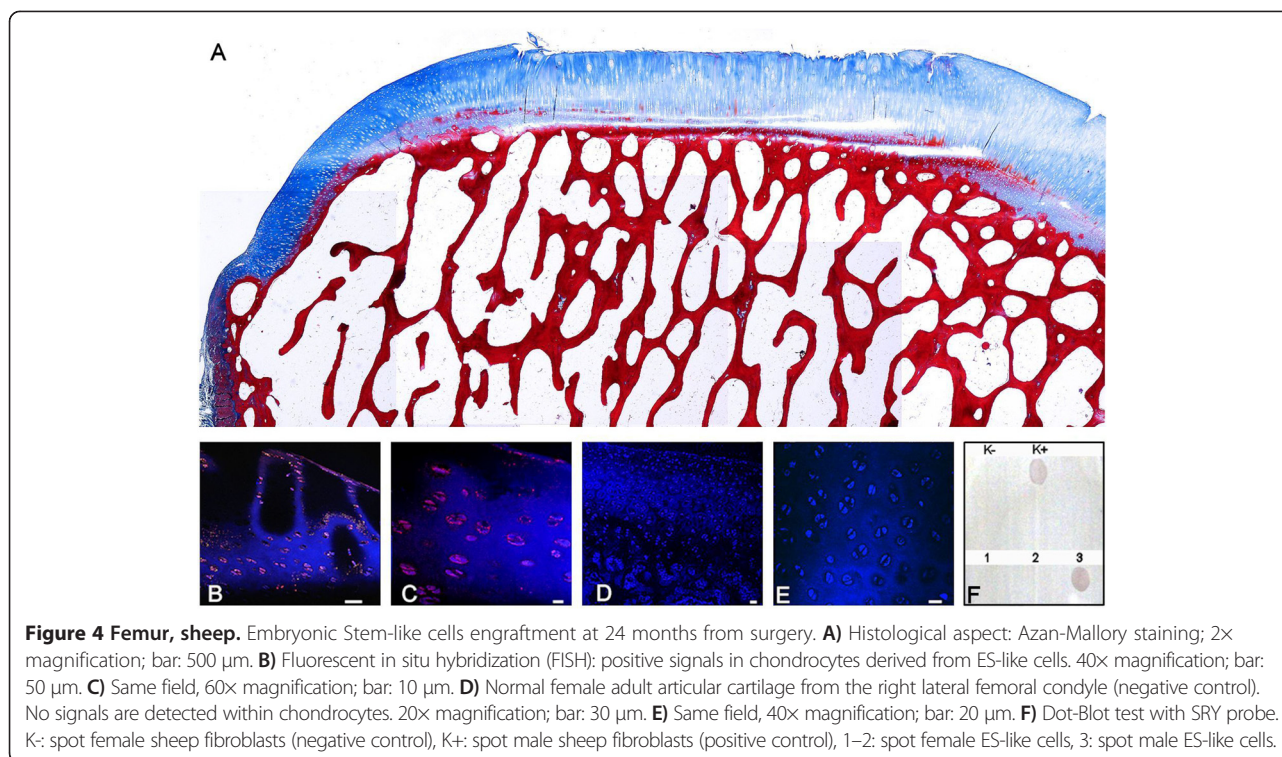 A
B
C
D
E
K-
K+
1
2
3
F
Figure 4 Femur, sheep. Embryonic Stem-like cells engraftment at 24 months from surgery. A) Histological aspect: Azan-Mallory staining; 2×
magnification; bar: 500 μm. B) Fluorescent in situ hybridization (FISH): positive signals in chondrocytes derived from ES-like cells. 40× magnification; bar:
50 μm. C) Same field, 60× magnification; bar: 10 μm. D) Normal female adult articular cartilage from the right lateral femoral condyle (negative control).
No signals are detected within chondrocytes. 20× magnification; bar: 30 μm. E) Same field, 40× magnification; bar: 20 μm. F) Dot-Blot test with SRY probe.
K-: spot female sheep fibroblasts (negative control), K+: spot male sheep fibroblasts (positive control), 1–2: spot female ES-like cells, 3: spot male ES-like cells.